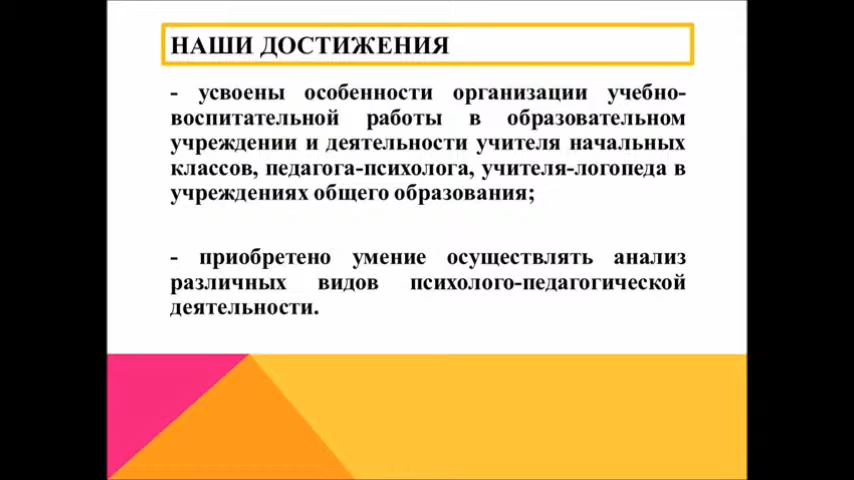 НАШИ ДОСТИЖЕНИЯ
- усвоены особенности организации учебно-
воспитательной работы в образовательном
учреждении и деятельности учителя начальных
классов, педагога-психолога, учителя-логопеда в
учреждениях общего образования;
- приобретено умение осуществлять анализ
различных видов психолого-педагогической
деятельности.